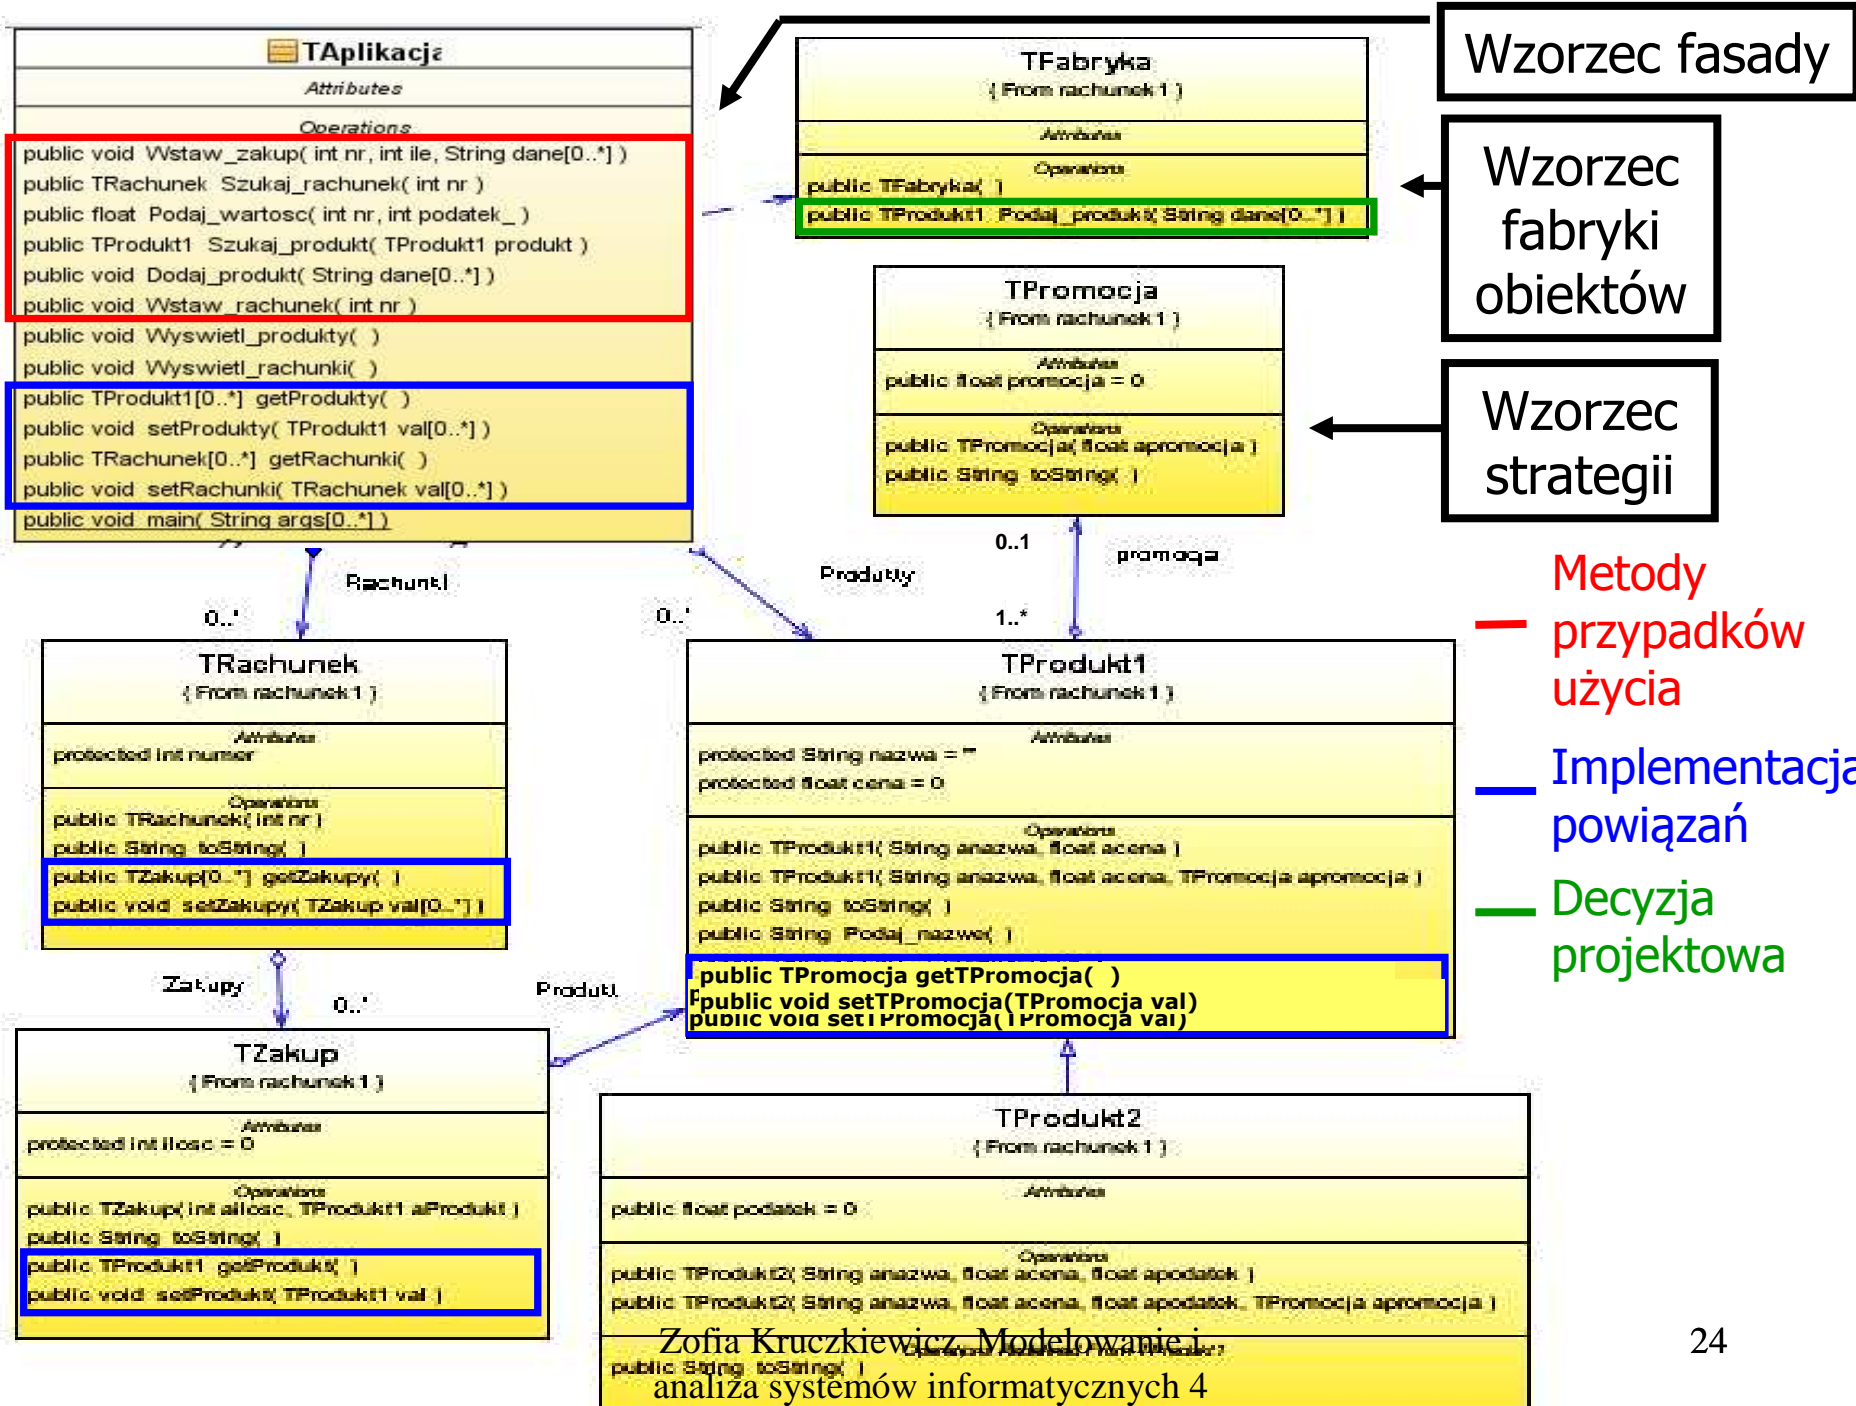 TAplikacja
Attributes
Operations
public void Wstaw_zakup( int nr, int ile, String dane[0..*] )
public TRachunek Szukaj_rachunek( int nr )
public float Podaj_wartosc( int nr, int podatek_ )
public TProdukt1 Szukaj_produkt( TProdukt1 produkt )
public void Dodaj_produkt( String dane[0..*] )
public void Wstaw_rachunek( int nr )
public void Wyswietl_produkty( )
public void Wyswietl_rachunki( )
public TProdukt1[0..*] getProdukty( )
public void setProdukty( TProdukt1 val[0..*] )
public TRachunek[0..*] getRachunki( )
public void setRachunki( TRachunek val[0..*] )
public void main( String args[0..*] )
TFabryka
{ From rachunek1 }
Attributes
Operations
public TFabryka( )
public TProdukt1 Podaj_produkt( String dane[0..*] )
Wzorzec fasady
Wzorzec
fabryki
obiektów
TPromocja
{ From rachunek1 }
Attributes
public float promocja = 0
Operations
public TPromocja( float apromocja )
public String toString( )
Wzorzec
strategii
Rachunki
0..*
Produkty
0..*
0..1
promocja
1..*
Metody
przypadków
użycia
Implementacja
powiązań
Decyzja
projektowa
TRachunek
{ From rachunek1 }
Attributes
protected int numer
Operations
public TRachunek( int nr )
public String toString( )
public TZakup[0..*] getZakupy( )
public void setZakupy( TZakup val[0..*] )
TProdukt1
{ From rachunek1 }
Attributes
protected String nazwa = ""
protected float cena = 0
Operations
public TProdukt1( String anazwa, float acena )
public TProdukt1( String anazwa, float acena, TPromocja apromocja )
public String toString( )
public String Podaj_nazwe( )
public TPromocja getTPromocja( )
public void setTPromocja(TPromocja val)
public void setTPromocja(TPromocja val)
Zakupy
0..*
Produkt
TZakup
{ From rachunek1 }
Attributes
protected int ilosc = 0
Operations
public TZakup( int ailosc, TProdukt1 aProdukt )
public String toString( )
public TProdukt1 getProdukt( )
public void setProdukt( TProdukt1 val )
TProdukt2
{ From rachunek1 }
Attributes
public float podatek = 0
Operations
public TProdukt2( String anazwa, float acena, float apodatek )
public TProdukt2( String anazwa, float acena, float apodatek, TPromocja apromocja )
public String toString( )
Zofia Kruczkiewicz, Modelowanie i
analiza systemów informatycznych 4
24